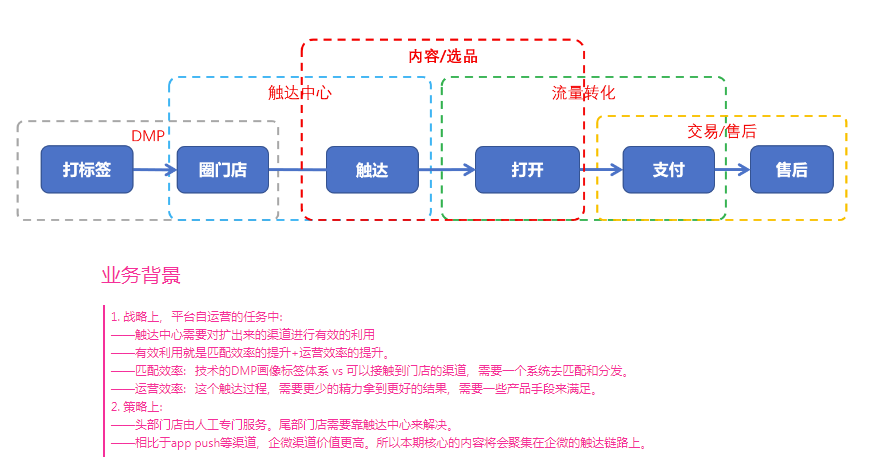 内容/选品
触达中心
流量转化
DMP
交易/售后
打标签
圈门店
触达
打开
支付
售后
业务背景
1. 战略上，平台自运营的任务中:
——触达中心需要对扩出来的渠道进行有效的利用
——有效利用就是匹配效率的提升+运营效率的提升。
——匹配效率：技术的DMP画像标签体系 vs 可以接触到门店的渠道，需要一个系统去匹配和分发。
——运营效率：这个触达过程，需要更少的精力拿到更好的结果，需要一些产品手段来满足。
2. 策略上:
——头部门店由人工专门服务。尾部门店需要靠触达中心来解决。
——相比于app push等渠道，企微渠道价值更高。所以本期核心的内容将会聚集在企微的触达链路上。